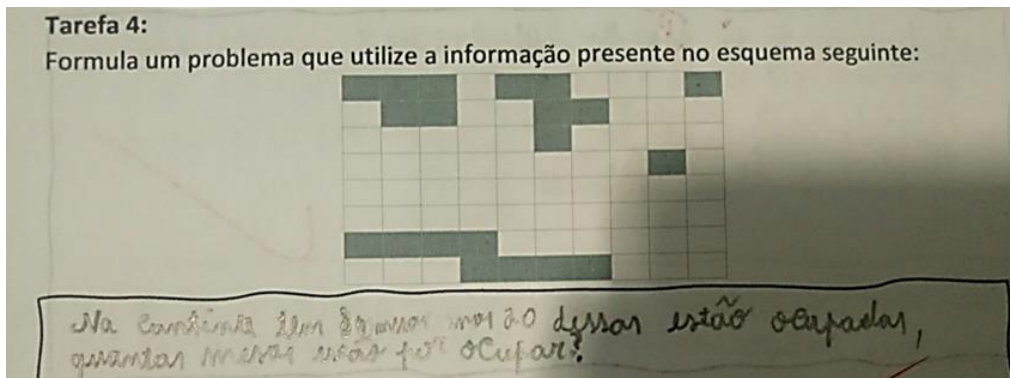 Tarefa 4:
Formula um problema que utilize a informação presente no esquema seguinte:
Na cantina tem 80 mesas mas 20 dessas estão ocupadas,
quantas mesas estão por ocupar?